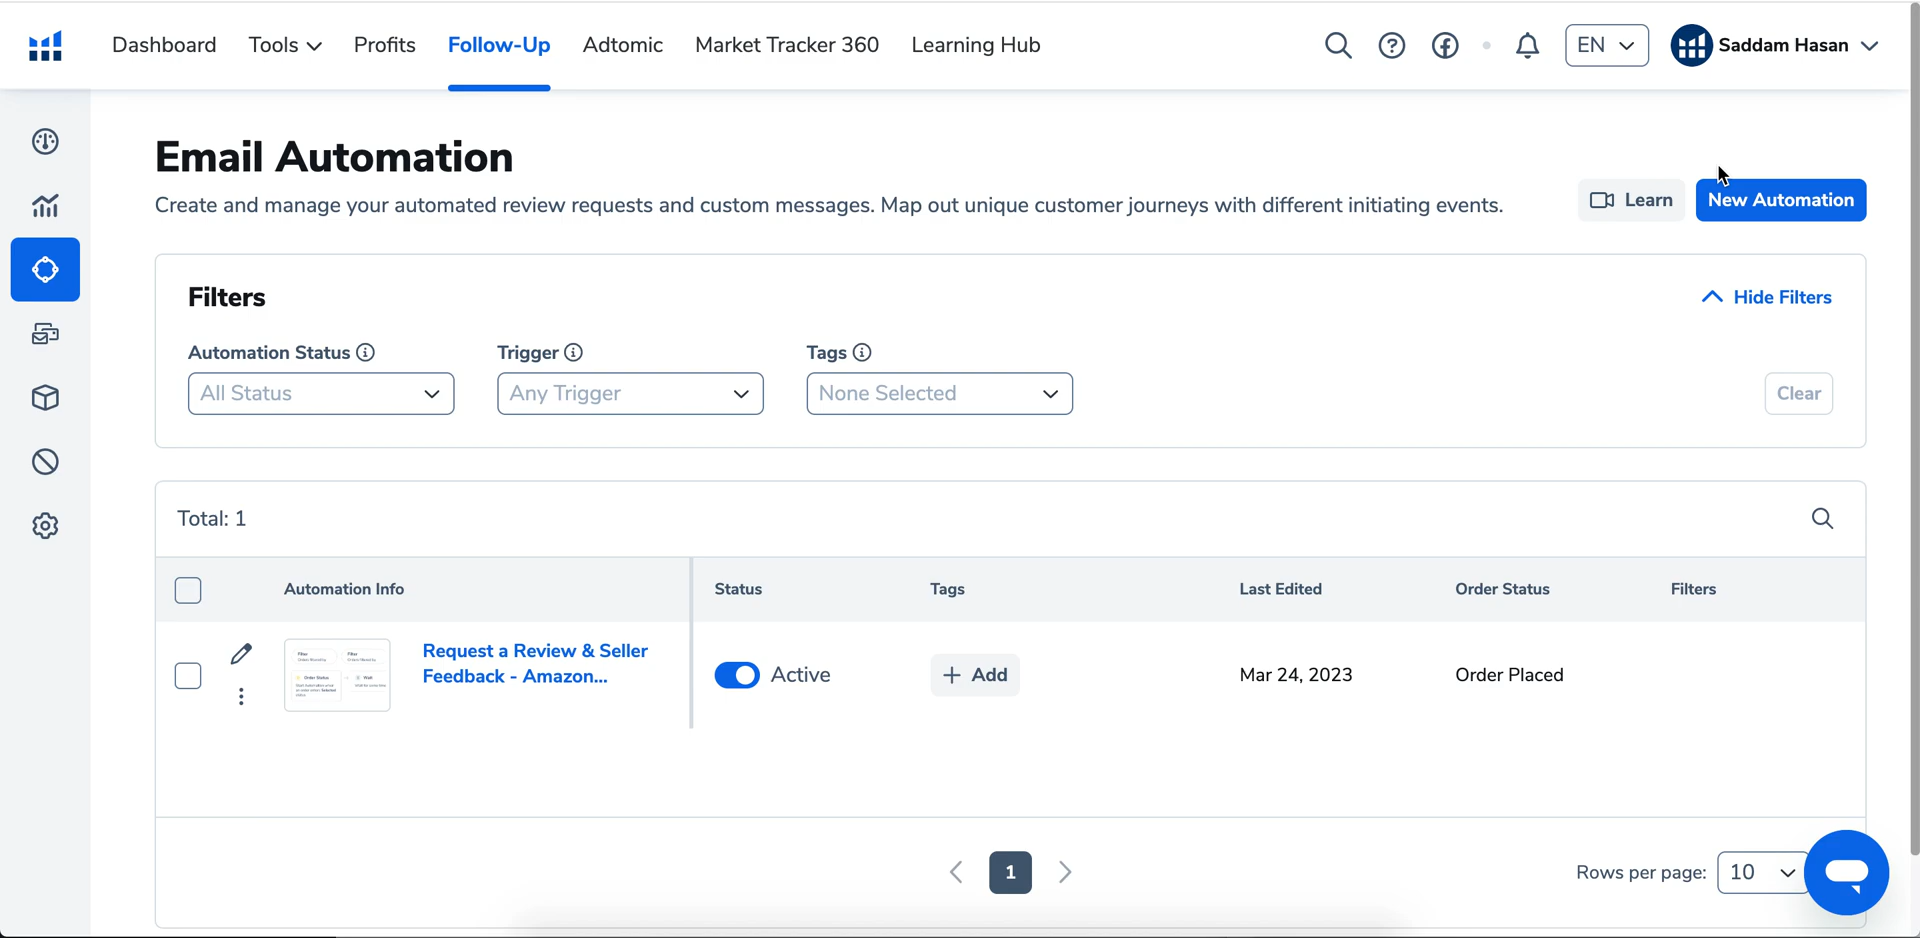 Dashboard Tools Profits Follow-Up Adtomic Market Tracker 360 Learning Hub EN Saddam Hasan
Email Automation
Create and manage your automated review requests and custom messages. Map out unique customer journeys with different initiating events.
Learn New Automation
Filters Hide Filters
Automation Status Trigger Tags
All Status Any Trigger None Selected Clear
Total: 1
Automation Info Status Tags Last Edited Order Status Filters
Request a Review & Seller
Feedback - Amazon...
Active + Add Mar 24, 2023 Order Placed
1 Rows per page: 10